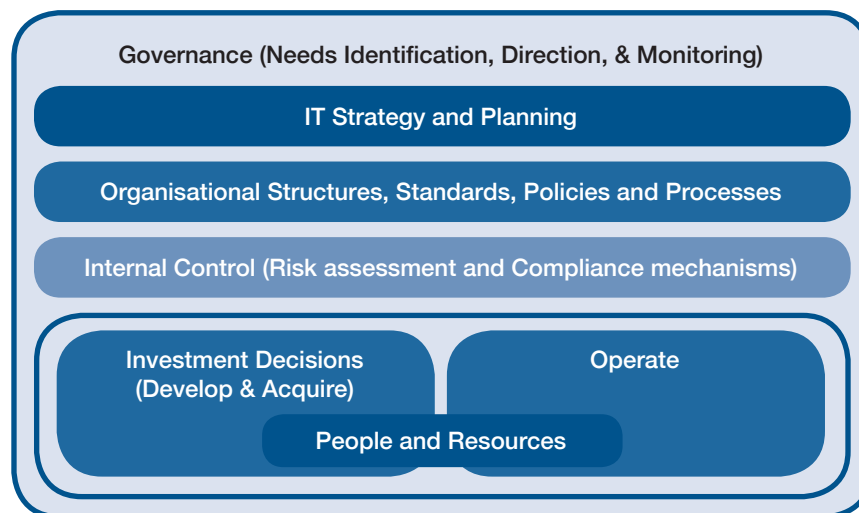 Governance (Needs Identification, Direction, & Monitoring)
IT Strategy and Planning
Organisational Structures, Standards, Policies and Processes
Internal Control (Risk assessment and Compliance mechanisms)
Investment Decisions
(Develop & Acquire)
Operate
People and Resources